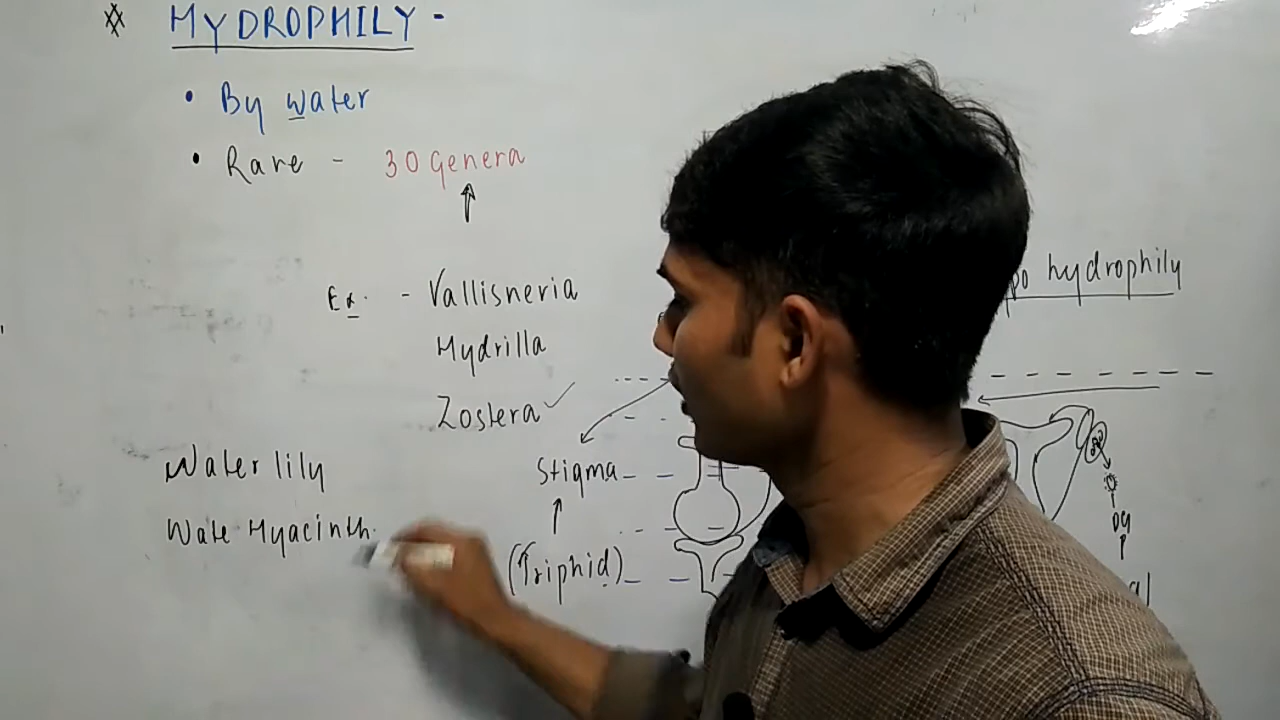 HYDROPHILY -
• By water
• Rare - 30 Genera
Ex. - Vallisneria
Hydrilla
Zostera ✓
Water lily
Wate Hyacinth.
Stigma
(Triphid)
hydrophily